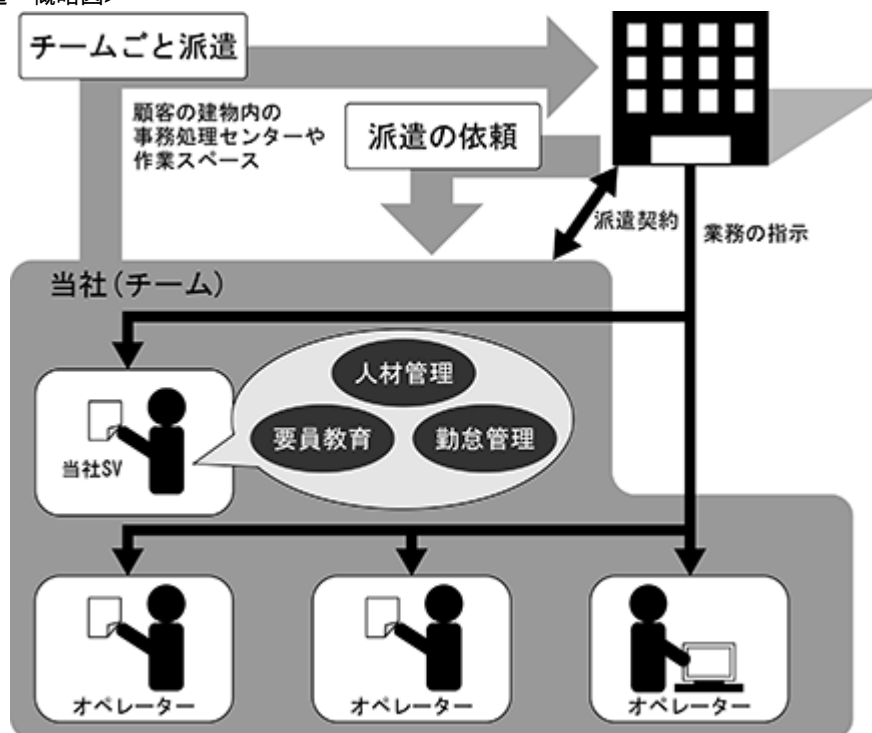 概略図>
チームごと派遣
顧客の建物内の
事務処理センターや
作業スペース
派遣の依頼
派遣契約
業務の指示
当社(チーム)
人材管理
要員教育
勤怠管理
当社SV
オペレーター
オペレーター
オペレーター